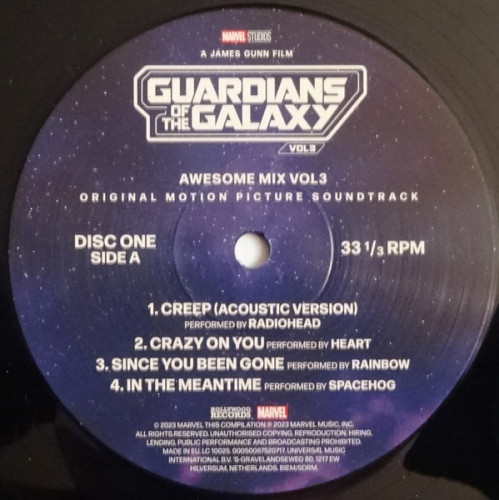 MARVEL STUDIOS
A JAMES GUNN FILM
GUARDIANS
OF THE GALAXY
VOL 3
AWESOME MIX VOL3
ORIGINAL MOTION PICTURE SOUNDTRACK
DISC ONE
SIDE A
33 1/3 RPM
1. CREEP (ACOUSTIC VERSION)
PERFORMED BY RADIOHEAD
2. CRAZY ON YOU PERFORMED BY HEART
3. SINCE YOU BEEN GONE PERFORMED BY RAINBOW
4. IN THE MEANTIME PERFORMED BY SPACEHOG
HOLLYWOOD RECORDS MARVEL
© 2023 MARVEL THIS COMPILATION ℗ 2023 MARVEL MUSIC, INC.
ALL RIGHTS RESERVED. UNAUTHORISED COPYING, REPRODUCTION, HIRING,
LENDING, PUBLIC PERFORMANCE AND BROADCASTING PROHIBITED.
MADE IN EU. LC 10025. 00050087520717. UNIVERSAL MUSIC
INTERNATIONAL B.V. 'S-GRAVELANDSEWEG 80, 1217 EW
HILVERSUM, NETHERLANDS. BIEM/SDRM.